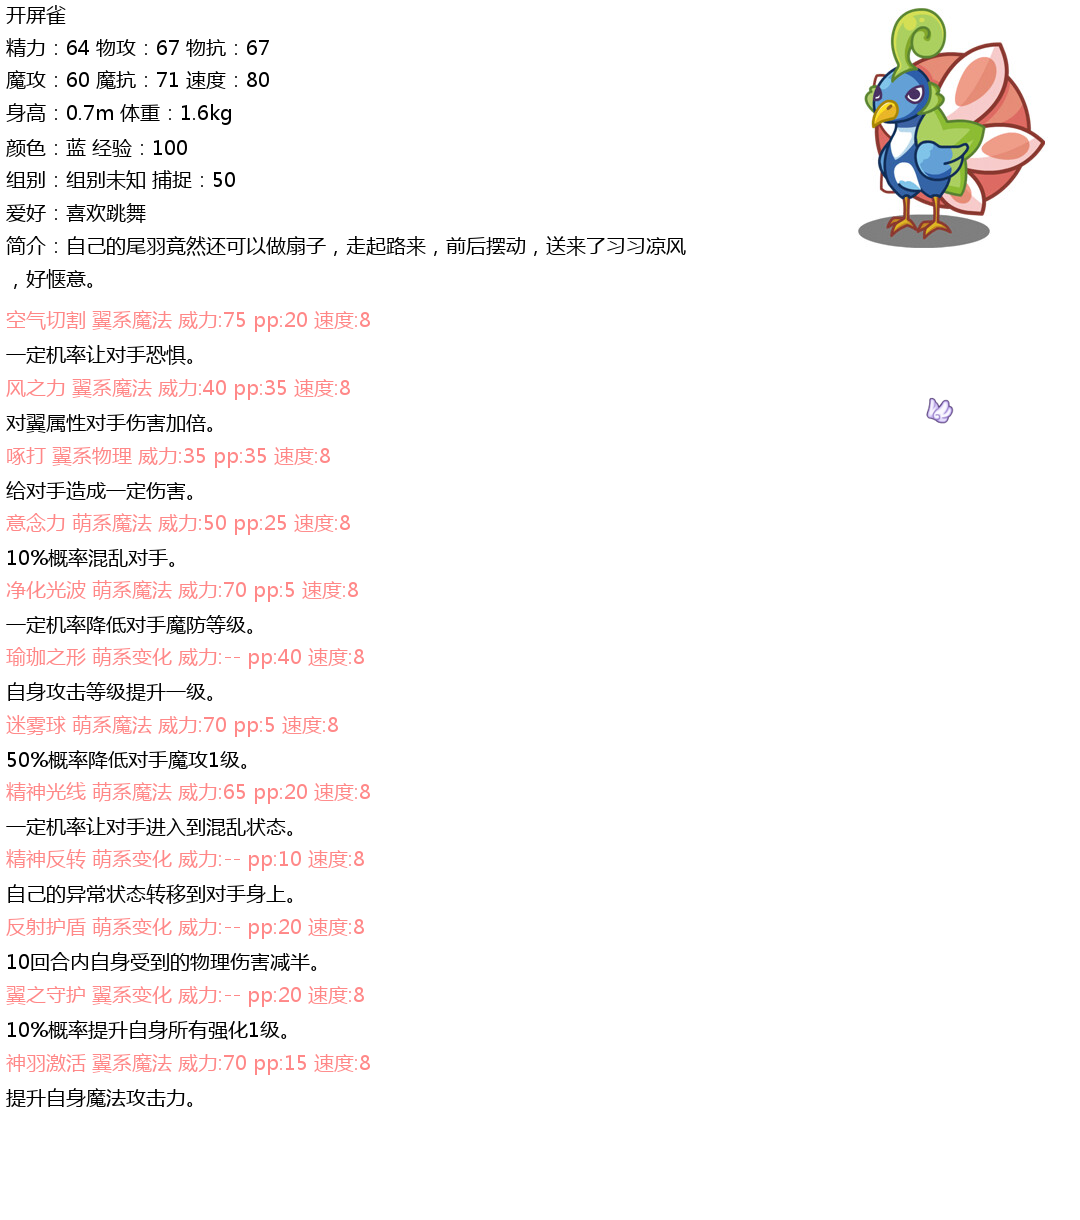 开屏雀
精力：64 物攻：67 物抗：67
魔攻：60 魔抗：71 速度：80
身高：0.7m 体重：1.6kg
颜色：蓝 经验：100
组别：组别未知 捕捉：50
爱好：喜欢跳舞
简介：自己的尾羽竟然还可以做扇子，走起路来，前后摆动，送来了习习凉风
，好惬意。
空气切割 翼系魔法 威力:75 pp:20 速度:8
一定机率让对手恐惧。
风之力 翼系魔法 威力:40 pp:35 速度:8
对翼属性对手伤害加倍。
啄打 翼系物理 威力:35 pp:35 速度:8
给对手造成一定伤害。
意念力 萌系魔法 威力:50 pp:25 速度:8
10%概率混乱对手。
净化光波 萌系魔法 威力:70 pp:5 速度:8
一定机率降低对手魔防等级。
瑜珈之形 萌系变化 威力:-- pp:40 速度:8
自身攻击等级提升一级。
迷雾球 萌系魔法 威力:70 pp:5 速度:8
50%概率降低对手魔攻1级。
精神光线 萌系魔法 威力:65 pp:20 速度:8
一定机率让对手进入到混乱状态。
精神反转 萌系变化 威力:-- pp:10 速度:8
自己的异常状态转移到对手身上。
反射护盾 萌系变化 威力:-- pp:20 速度:8
10回合内自身受到的物理伤害减半。
翼之守护 翼系变化 威力:-- pp:20 速度:8
10%概率提升自身所有强化1级。
神羽激活 翼系魔法 威力:70 pp:15 速度:8
提升自身魔法攻击力。